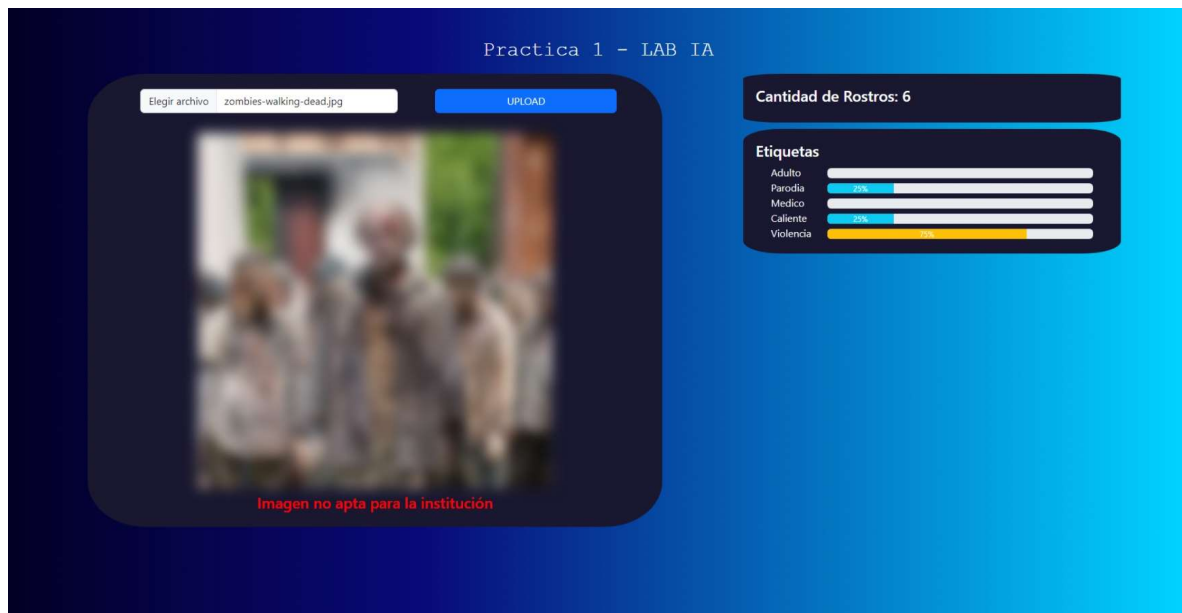 Practica 1 - LAB IA
Elegir archivo zombies-walking-dead.jpg
UPLOAD
Imagen no apta para la institución
Cantidad de Rostros: 6
Etiquetas
Adulto
Parodia 25%
Medico
Caliente 25%
Violencia 75%